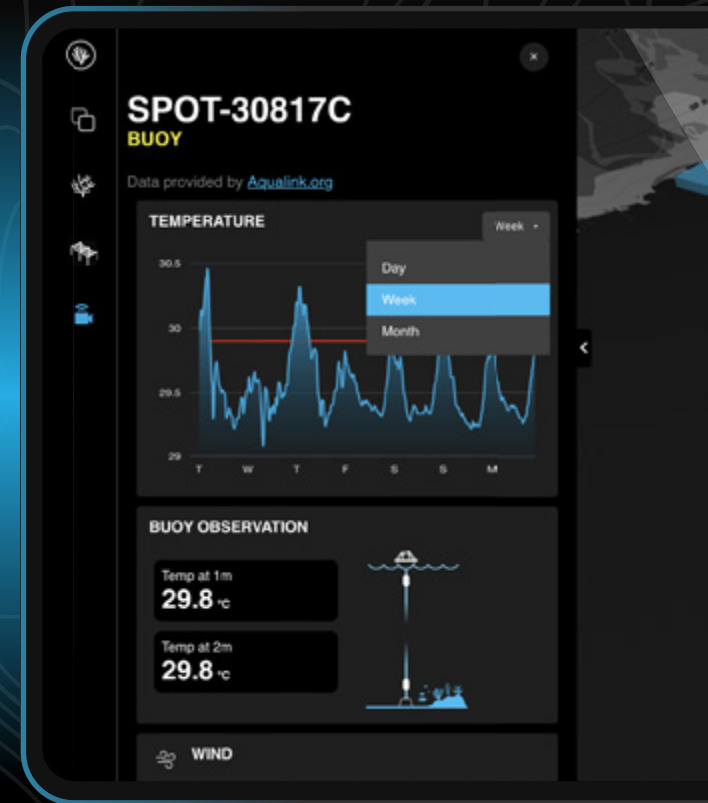 SPOT-30817C
BUOY
Data provided by Aqualink.org
TEMPERATURE
Week
Day
Week
Month
30.5
30
29.5
29
T W T F S S M
BUOY OBSERVATION
Temp at 1m
29.8 °C
Temp at 2m
29.8 °C
WIND